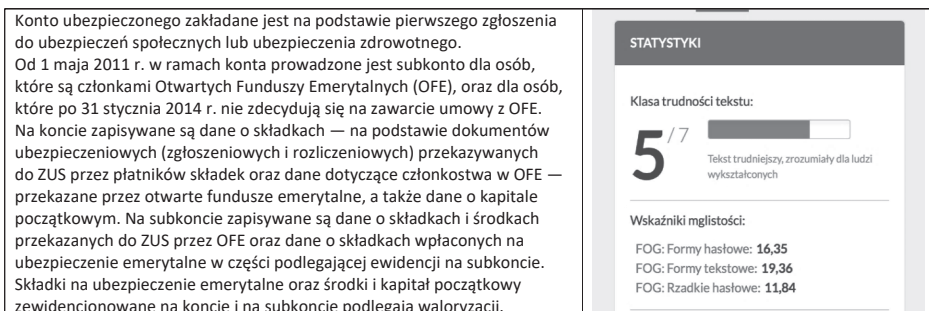 Konto ubezpieczonego zakładane jest na podstawie pierwszego zgłoszenia
do ubezpieczeń społecznych lub ubezpieczenia zdrowotnego.
Od 1 maja 2011 r. w ramach konta prowadzone jest subkonto dla osób,
które są członkami Otwartych Funduszy Emerytalnych (OFE), oraz dla osób,
które po 31 stycznia 2014 r. nie zdecydują się na zawarcie umowy z OFE.
Na koncie zapisywane są dane o składkach — na podstawie dokumentów
ubezpieczeniowych (zgłoszeniowych i rozliczeniowych) przekazywanych
do ZUS przez płatników składek oraz dane dotyczące członkostwa w OFE —
przekazane przez otwarte fundusze emerytalne, a także dane o kapitale
początkowym. Na subkoncie zapisywane są dane o składkach i środkach
przekazanych do ZUS przez OFE oraz dane o składkach wpłaconych na
ubezpieczenie emerytalne w części podlegającej ewidencji na subkoncie.
Składki na ubezpieczenie emerytalne oraz środki i kapitał początkowy
zewidencjonowane na koncie i na subkoncie podlegają waloryzacji.
STATYSTYKI
Klasa trudności tekstu:
5/7
Tekst trudniejszy, zrozumiały dla ludzi
wykształconych
Wskaźniki mglistości:
FOG: Formy hasłowe: 16,35
FOG: Formy tekstowe: 19,36
FOG: Rzadkie hasłowe: 11,84